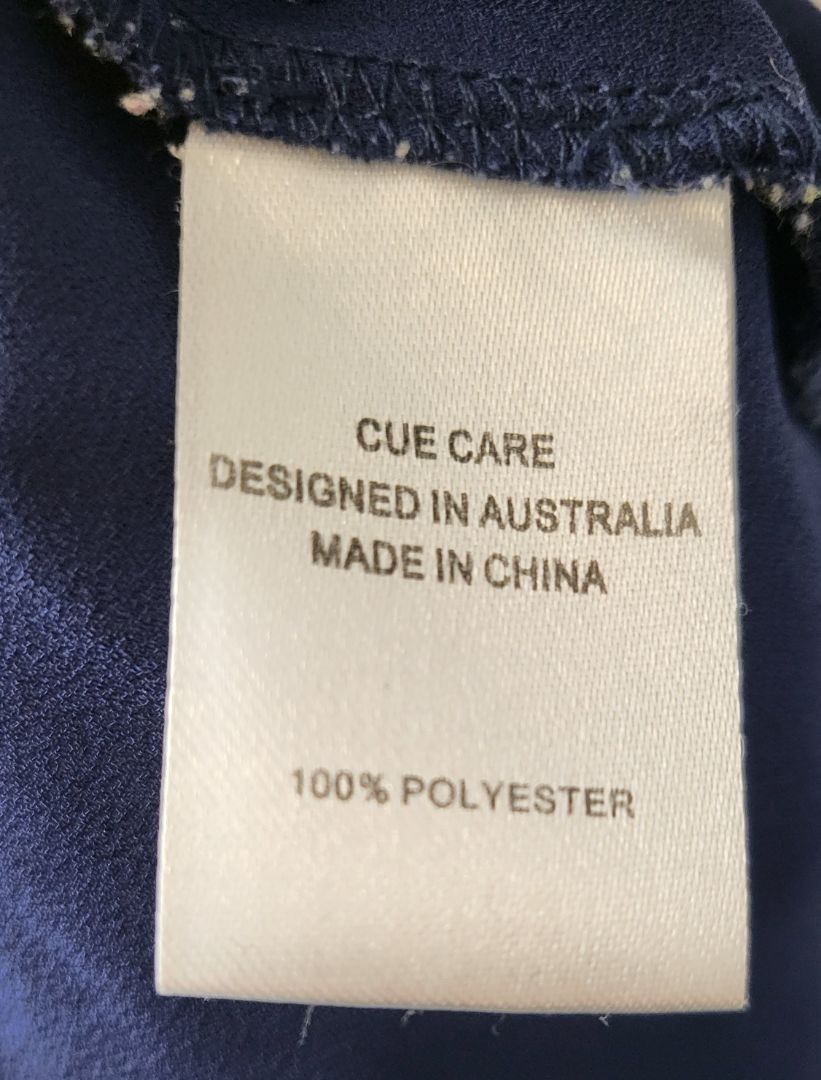 CUE CARE
DESIGNED IN AUSTRALIA
MADE IN CHINA
100% POLYESTER